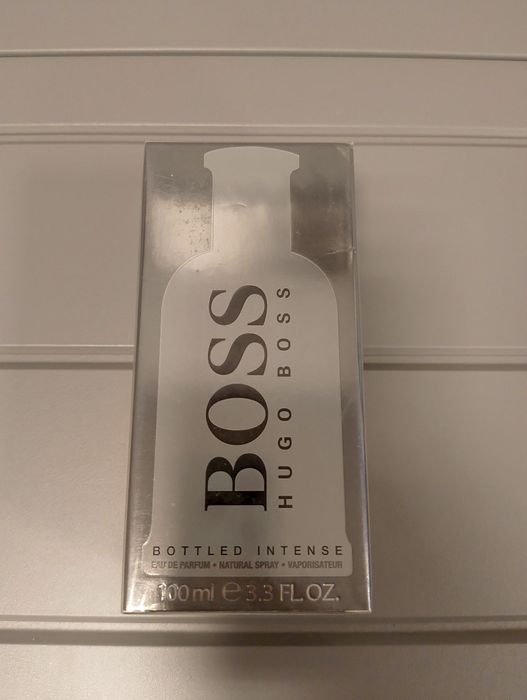 BOSS
HUGO BOSS
BOTTLED INTENSE
EAU DE PARFUM • NATURAL SPRAY • VAPORISATEUR
100 ml ℮ 3.3 FL.OZ.